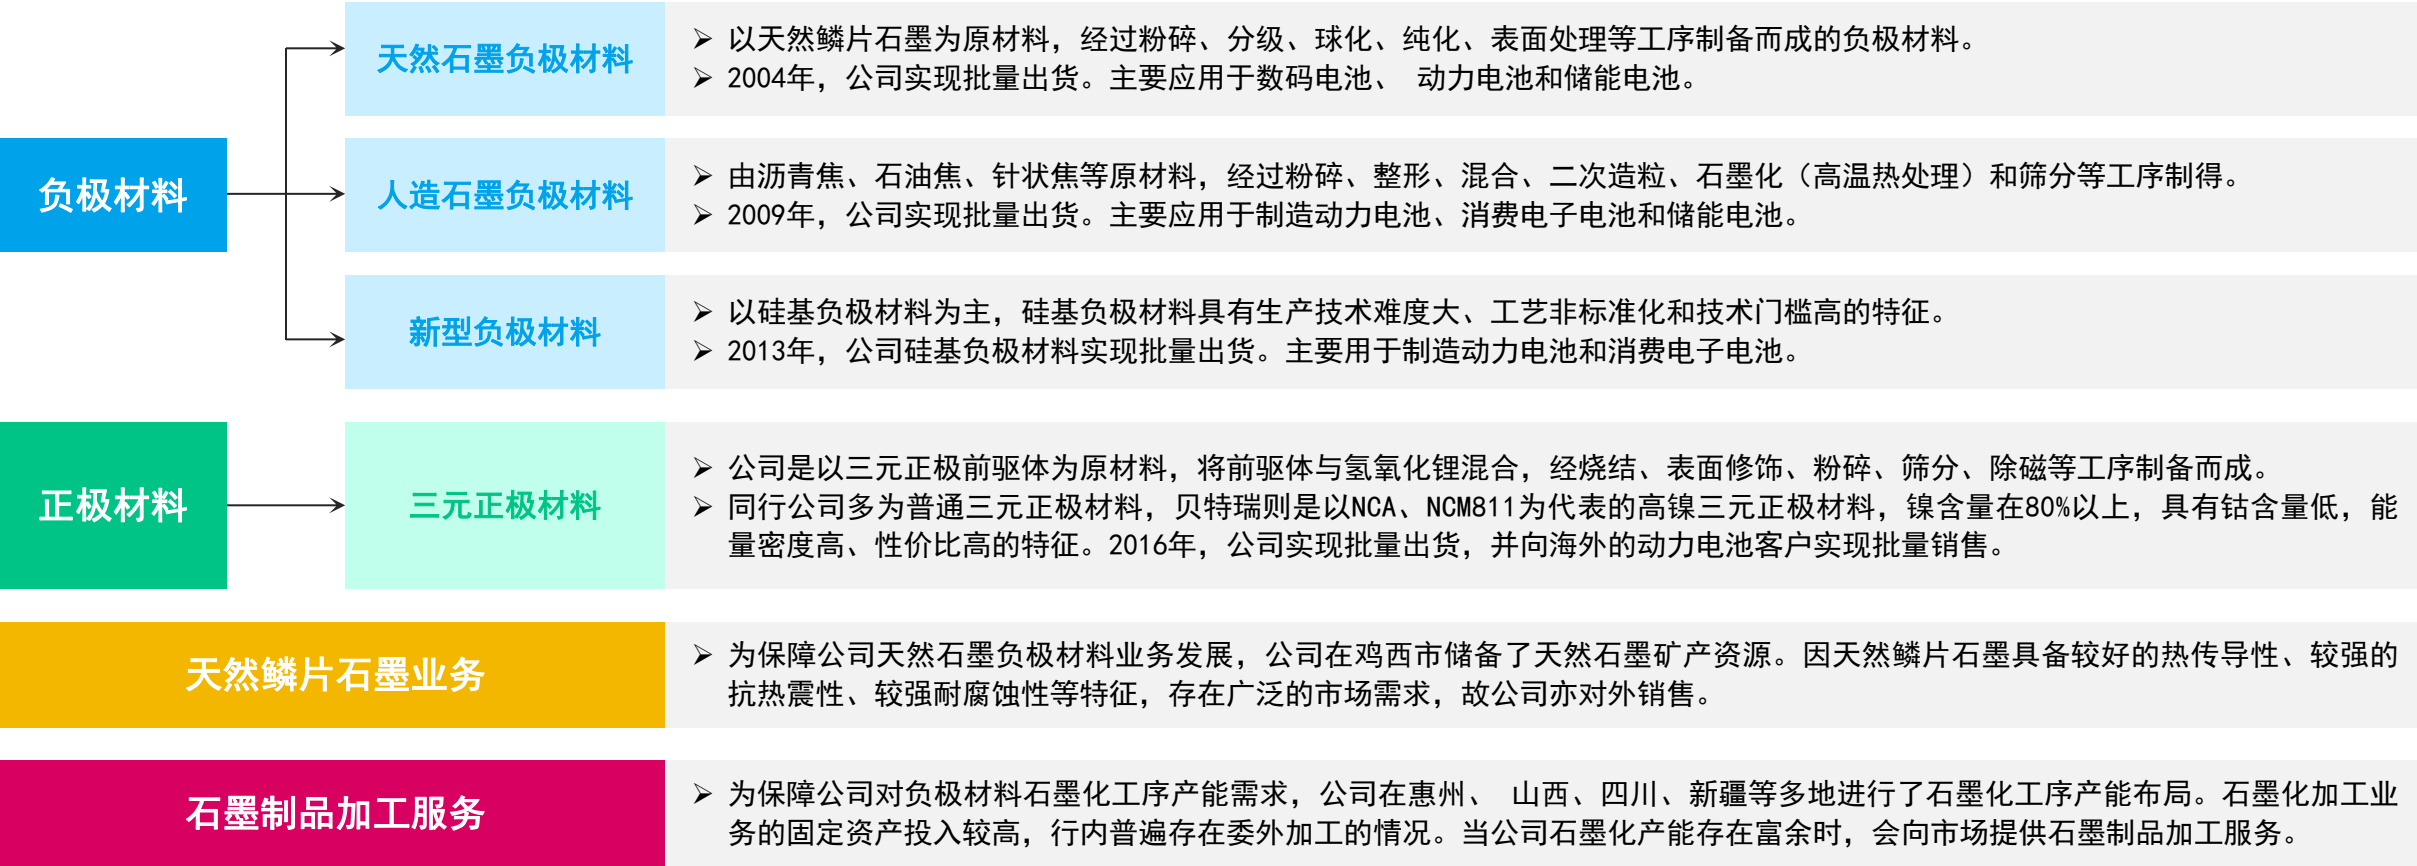 天然石墨负极材料
➢ 以天然鳞片石墨为原材料，经过粉碎、分级、球化、纯化、表面处理等工序制备而成的负极材料。
➢ 2004年，公司实现批量出货。主要应用于数码电池、 动力电池和储能电池。
负极材料
人造石墨负极材料
➢ 由沥青焦、石油焦、针状焦等原材料，经过粉碎、整形、混合、二次造粒、石墨化（高温热处理）和筛分等工序制得。
➢ 2009年，公司实现批量出货。主要应用于制造动力电池、消费电子电池和储能电池。
新型负极材料
➢ 以硅基负极材料为主，硅基负极材料具有生产技术难度大、工艺非标准化和技术门槛高的特征。
➢ 2013年，公司硅基负极材料实现批量出货。主要用于制造动力电池和消费电子电池。
正极材料
三元正极材料
➢ 公司是以三元正极前驱体为原材料，将前驱体与氢氧化锂混合，经烧结、表面修饰、粉碎、筛分、除磁等工序制备而成。
➢ 同行公司多为普通三元正极材料，贝特瑞则是以NCA、NCM811为代表的高镍三元正极材料，镍含量在80%以上，具有钴含量低，能
量密度高、性价比高的特征。2016年，公司实现批量出货，并向海外的动力电池客户实现批量销售。
天然鳞片石墨业务
➢ 为保障公司天然石墨负极材料业务发展，公司在鸡西市储备了天然石墨矿产资源。因天然鳞片石墨具备较好的热传导性、较强的
抗热震性、较强耐腐蚀性等特征，存在广泛的市场需求，故公司亦对外销售。
石墨制品加工服务
➢ 为保障公司对负极材料石墨化工序产能需求，公司在惠州、 山西、四川、新疆等多地进行了石墨化工序产能布局。石墨化加工业
务的固定资产投入较高，行内普遍存在委外加工的情况。当公司石墨化产能存在富余时，会向市场提供石墨制品加工服务。